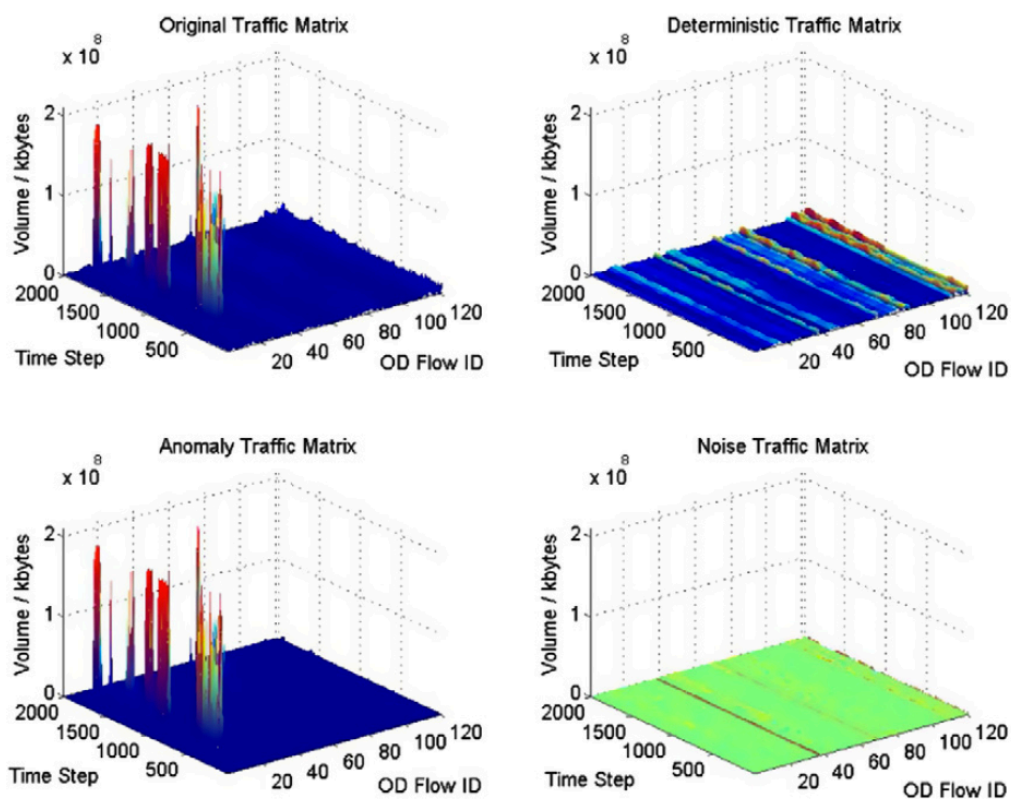 Original Traffic Matrix
x 10^8
Volume / kbytes
2
1
0
2000
1500
1000
500
Time Step
20
40
60
80
100
120
OD Flow ID
Deterministic Traffic Matrix
x 10^8
Volume / kbytes
2
1
0
2000
1500
1000
500
Time Step
20
40
60
80
100
120
OD Flow ID
Anomaly Traffic Matrix
x 10^8
Volume / kbytes
2
1
0
2000
1500
1000
500
Time Step
20
40
60
80
100
120
OD Flow ID
Noise Traffic Matrix
x 10^8
Volume / kbytes
2
1
0
2000
1500
1000
500
Time Step
20
40
60
80
100
120
OD Flow ID